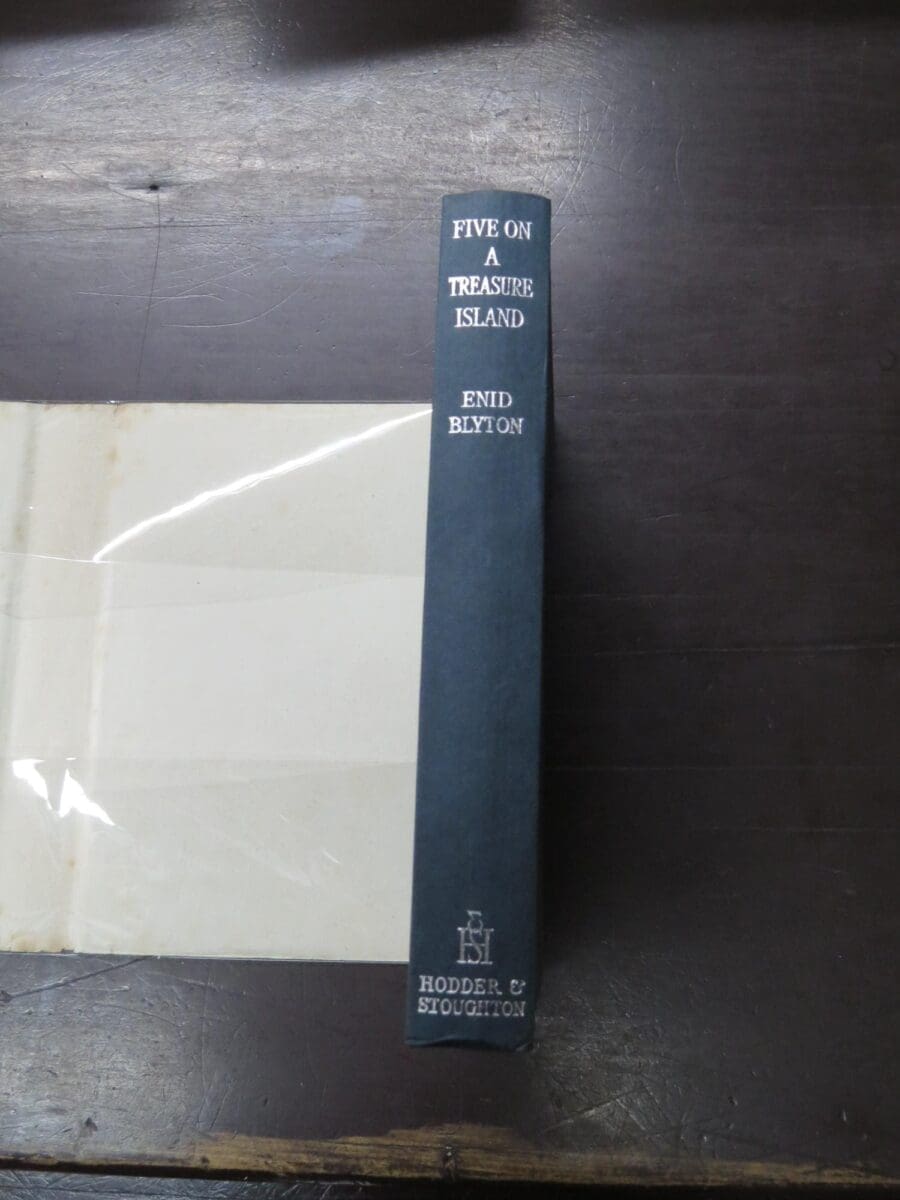 FIVE ON
A
TREASURE
ISLAND
ENID
BLYTON
H&S
HODDER &
STOUGHTON